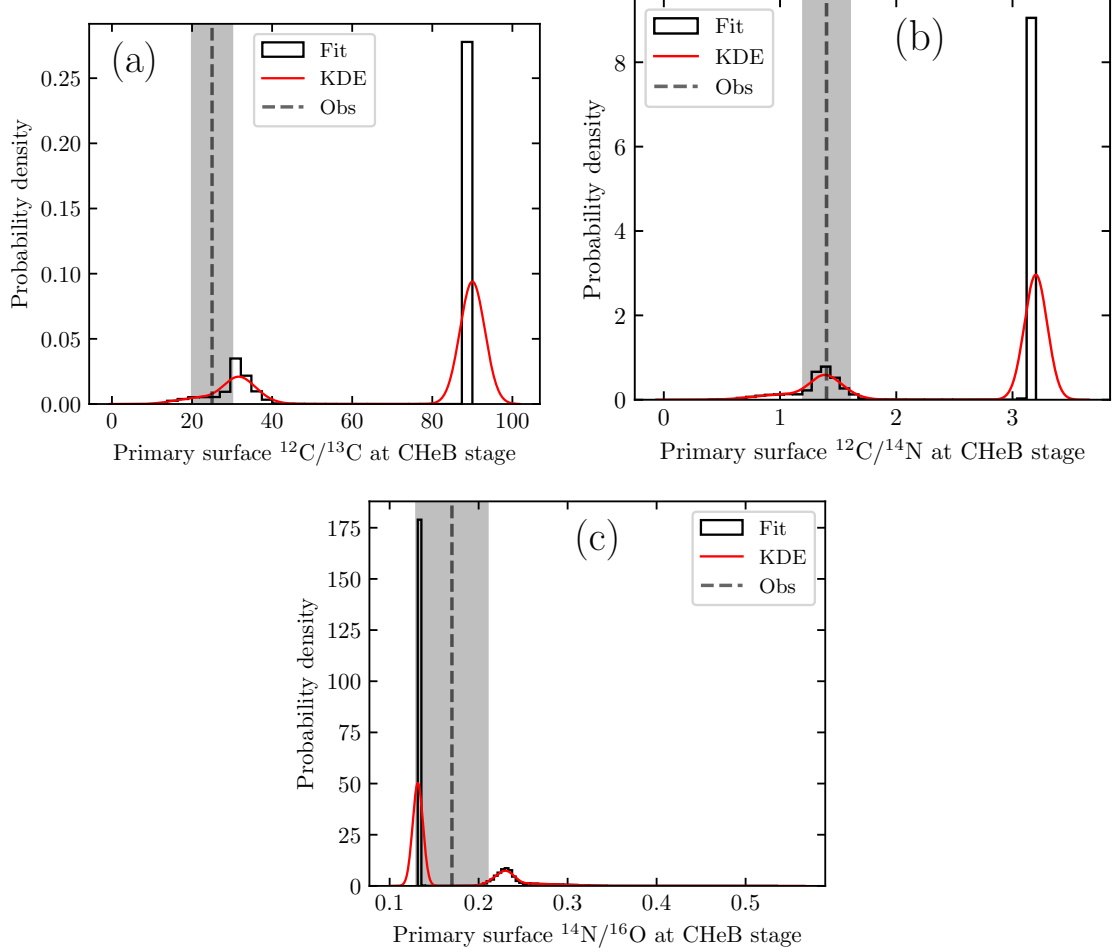 (a)
Fit
KDE
Obs
0.25
0.20
0.15
0.10
0.05
0.00
Probability density
0 20 40 60 80 100
Primary surface ¹²C/¹³C at CHeB stage
(b)
Fit
KDE
Obs
8
6
4
2
0
Probability density
0 1 2 3
Primary surface ¹²C/¹⁴N at CHeB stage
(c)
Fit
KDE
Obs
175
150
125
100
75
50
25
0
Probability density
0.1 0.2 0.3 0.4 0.5
Primary surface ¹⁴N/¹⁶O at CHeB stage